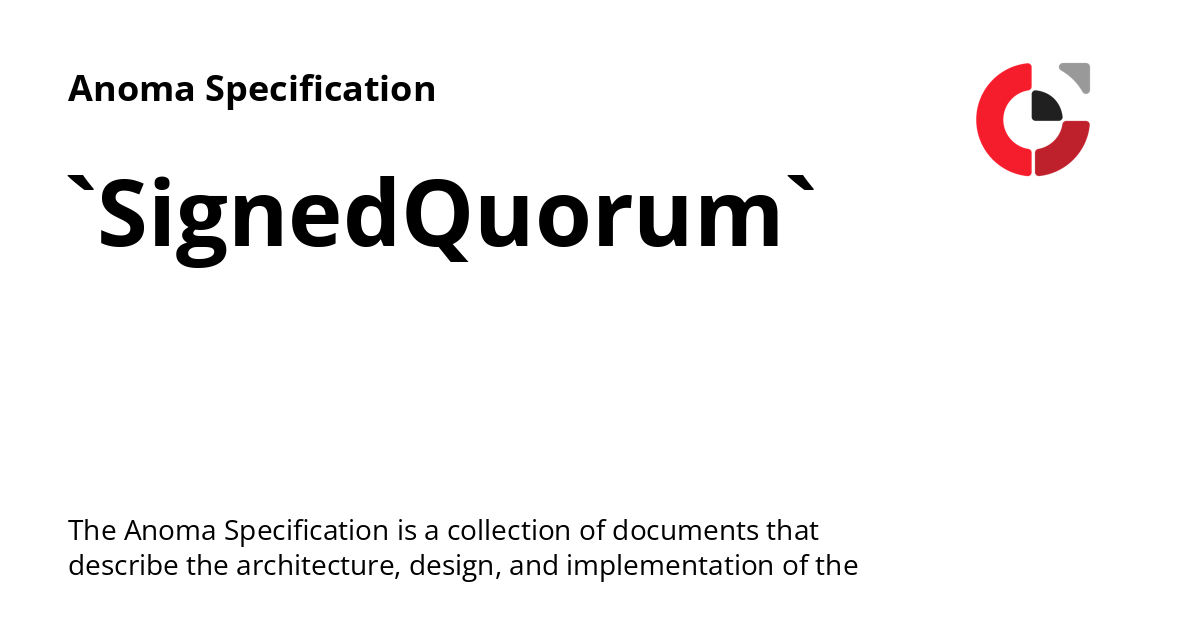 Anoma Specification
`SignedQuorum`
The Anoma Specification is a collection of documents that
describe the architecture, design, and implementation of the